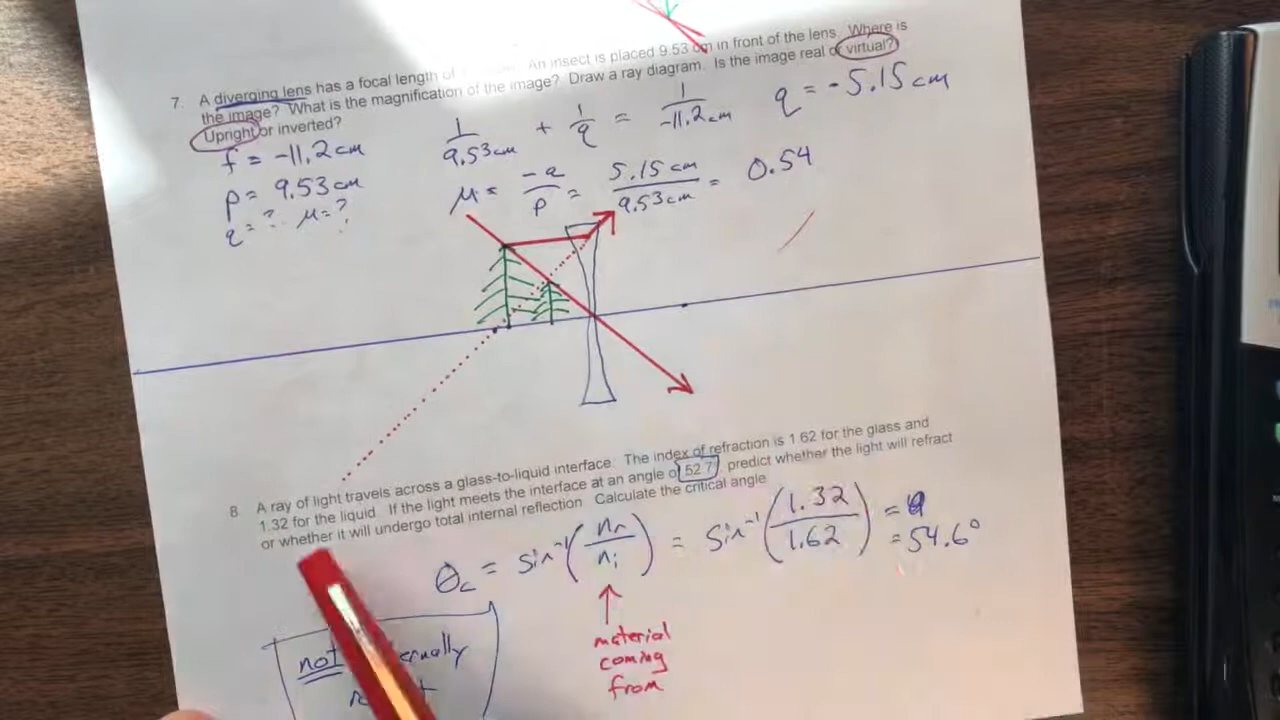 7. A diverging lens has a focal length of An insect is placed 9.53 cm in front of the lens. Where is
the image? What is the magnification of the image? Draw a ray diagram. Is the image real or virtual?
Upright or inverted?
f = -11.2 cm
p = 9.53 cm
q = ? M = ?
1/9.53 cm + 1/q = 1/-11.2 cm q = -5.15 cm
M = -q/p = 5.15 cm/9.53 cm = 0.54
8 A ray of light travels across a glass-to-liquid interface. The index of refraction is 1.62 for the glass and
1.32 for the liquid. If the light meets the interface at an angle of 52.7, predict whether the light will refract
or whether it will undergo total internal reflection. Calculate the critical angle
θc = sin⁻¹(nr/ni) = sin⁻¹(1.32/1.62) =
= 54.6°
material
coming
from
not